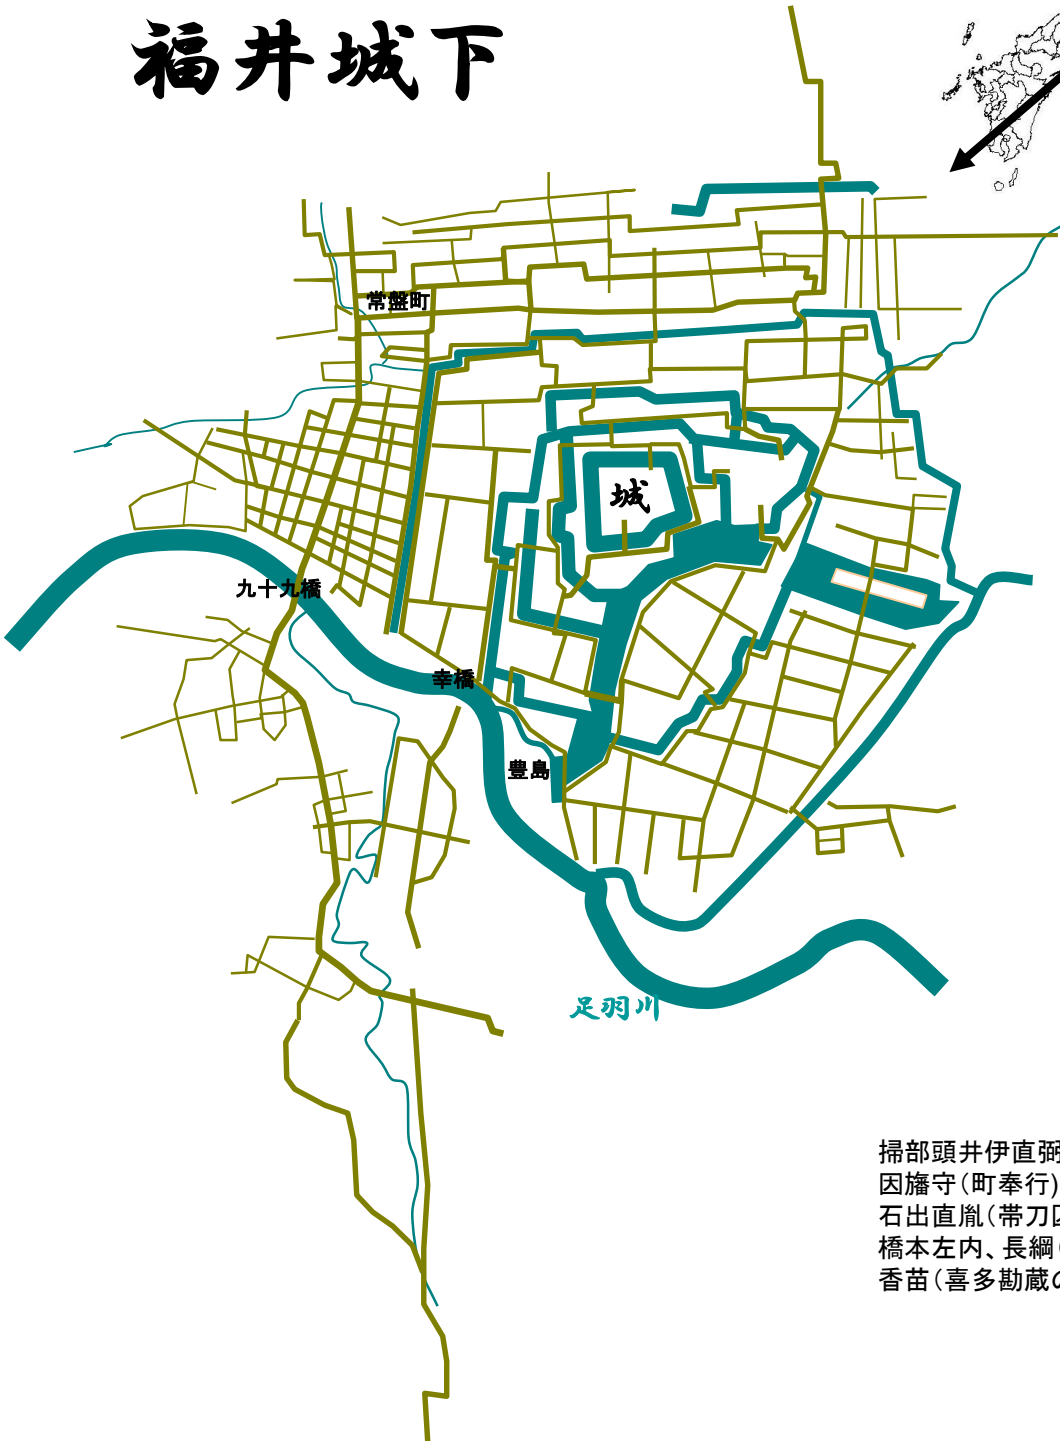 福井城下
常盤町
城
九十九橋
幸橋
豊島
足羽川
掃部頭井伊直弼
因旛守(町奉行)
石出直胤(帯刀
橋本左内、長綱
香苗(喜多勘蔵の